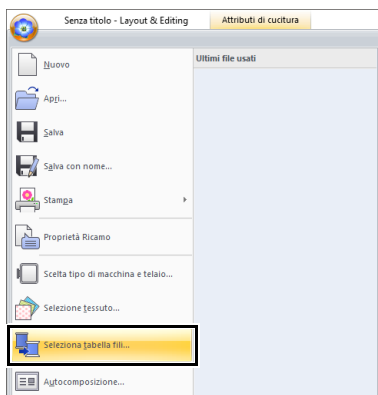 Senza titolo - Layout & Editing
Attributi di cucitura
Ultimi file usati
Nuovo
Apri...
Salva
Salva con nome...
Stampa
Proprietà Ricamo
Scelta tipo di macchina e telaio...
Selezione tessuto...
Seleziona tabella fili...
Autocomposizione...